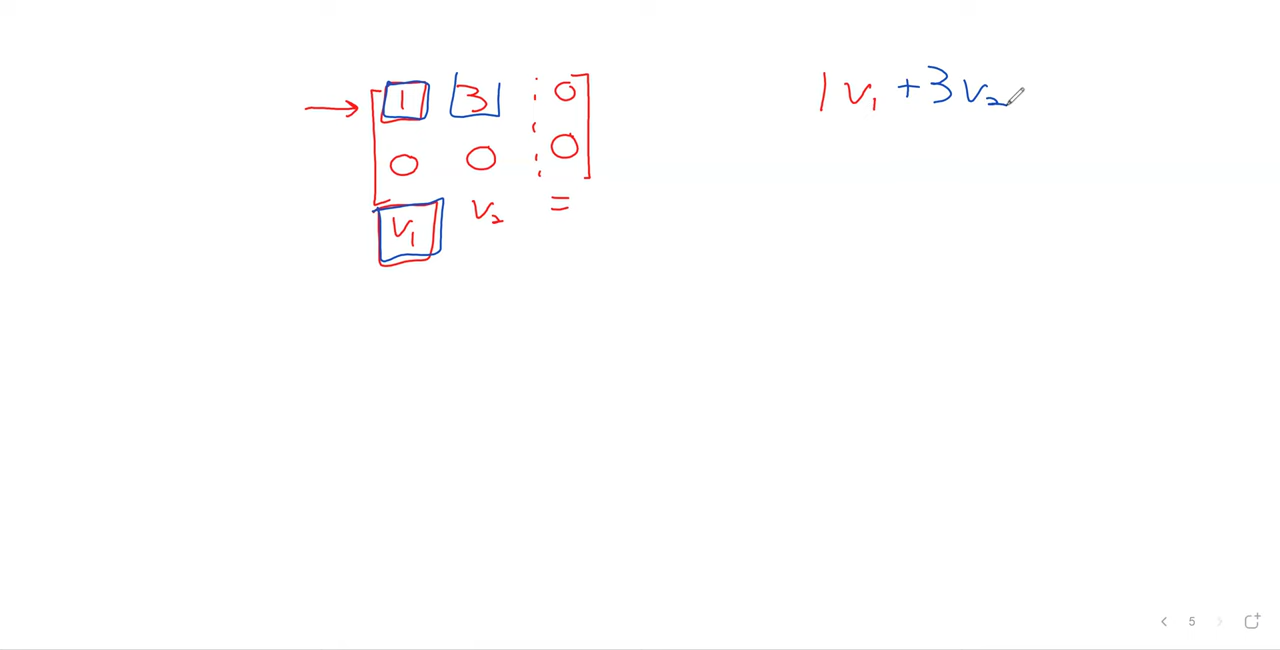 → [ 1 3 ⋮ 0 ]
1v₁ + 3v₂
0 0 ⋮ 0
v₁ v₂ =
< 5 >